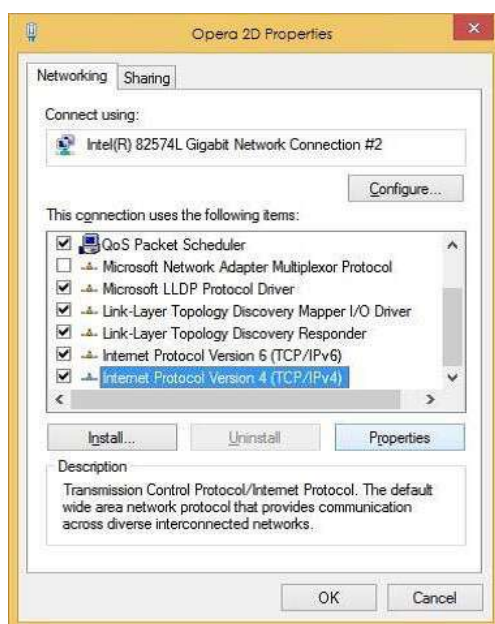 Opera 2D Properties
Networking Sharing
Connect using:
Intel(R) 82574L Gigabit Network Connection #2
Configure...
This connection uses the following items:
QoS Packet Scheduler
Microsoft Network Adapter Multiplexor Protocol
Microsoft LLDP Protocol Driver
Link-Layer Topology Discovery Mapper I/O Driver
Link-Layer Topology Discovery Responder
Internet Protocol Version 6 (TCP/IPv6)
Internet Protocol Version 4 (TCP/IPv4)
Install... Uninstall Properties
Description
Transmission Control Protocol/Internet Protocol. The default
wide area network protocol that provides communication
across diverse interconnected networks.
OK Cancel